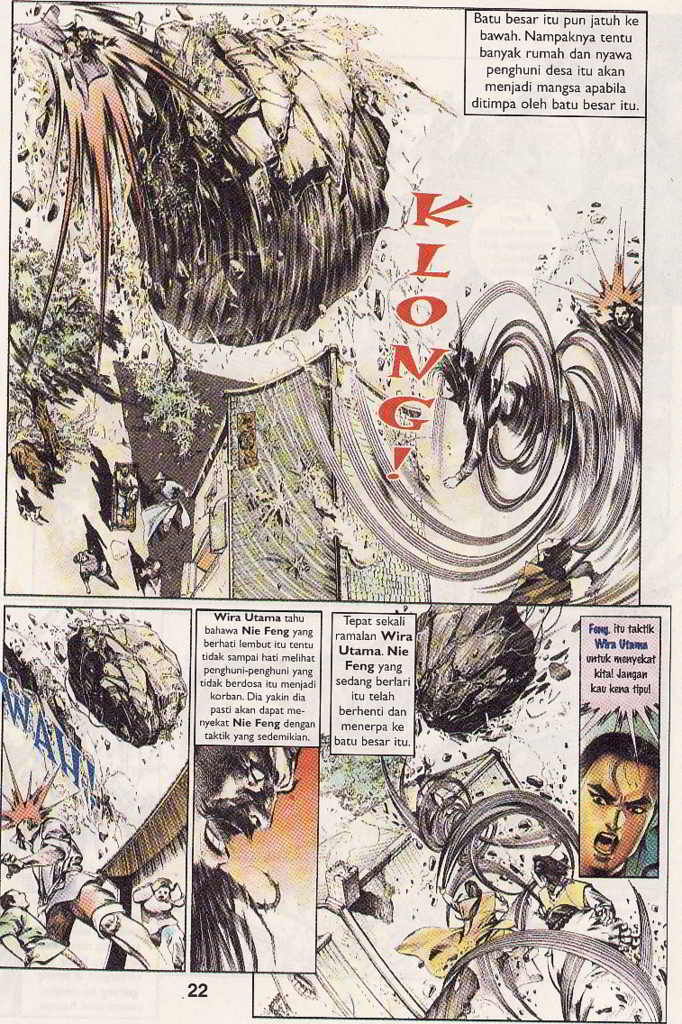 Batu besar itu pun jatuh ke
bawah. Nampaknya tentu
banyak rumah dan nyawa
penghuni desa itu akan
menjadi mangsa apabila
ditimpa oleh batu besar itu.
KLONG!
WAH!
Wira Utama tahu
bahawa Nie Feng yang
berhati lembut itu tentu
tidak sampai hati melihat
penghuni-penghuni yang
tidak berdosa itu menjadi
korban. Dia yakin dia
pasti akan dapat me-
nyekat Nie Feng dengan
taktik yang sedemikian.
Tepat sekali
ramalan Wira
Utama. Nie
Feng yang
sedang berlari
itu telah
berhenti dan
menerpa ke
batu besar itu.
Feng, itu taktik
Wira Utama
untuk menyekat
kita! Jangan
kau kena tipu!
22